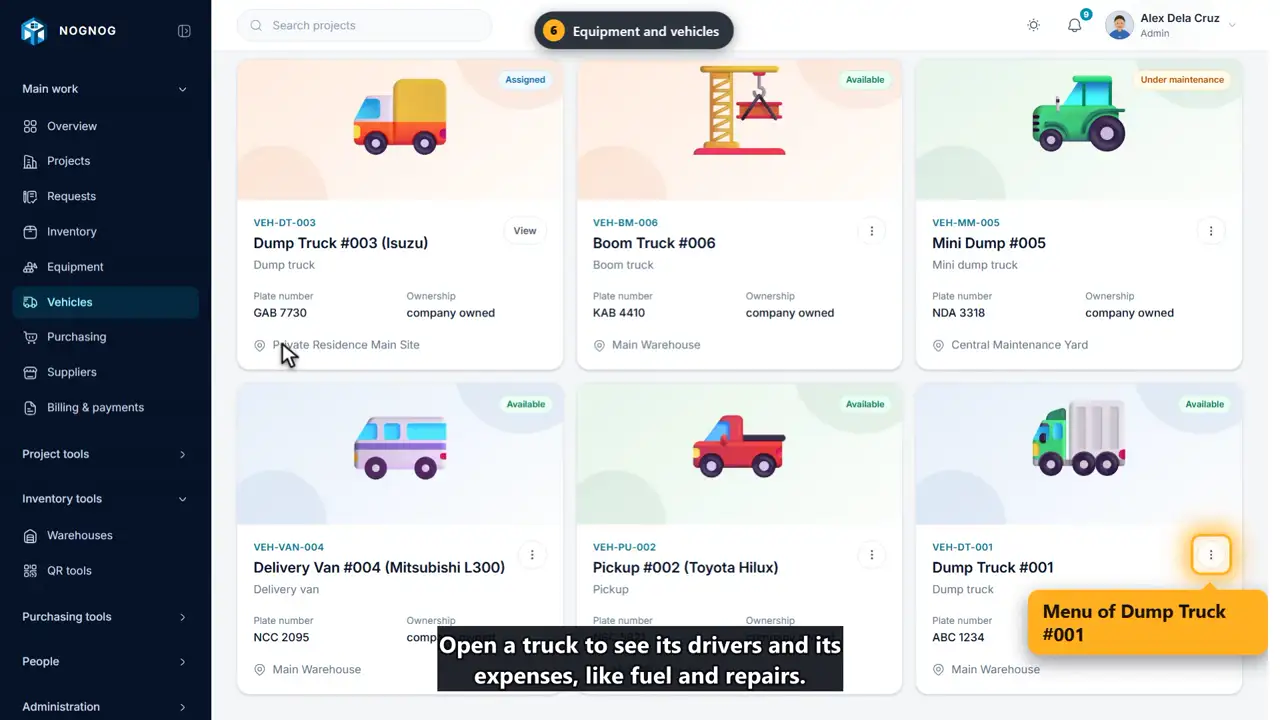 NOGNOG
Search projects
6 Equipment and vehicles
9
Alex Dela Cruz
Admin
Main work
Overview
Projects
Requests
Inventory
Equipment
Vehicles
Purchasing
Suppliers
Billing & payments
Project tools
Inventory tools
Warehouses
QR tools
Purchasing tools
People
Administration
Assigned
VEH-DT-003
View
Dump Truck #003 (Isuzu)
Dump truck
Plate number
Ownership
GAB 7730
company owned
Private Residence Main Site
Available
VEH-BM-006
Boom Truck #006
Boom truck
Plate number
Ownership
KAB 4410
company owned
Main Warehouse
Under maintenance
VEH-MM-005
Mini Dump #005
Mini dump truck
Plate number
Ownership
NDA 3318
company owned
Central Maintenance Yard
Available
VEH-VAN-004
Delivery Van #004 (Mitsubishi L300)
Delivery van
Plate number
Ownership
NCC 2095
Main Warehouse
Available
VEH-PU-002
Pickup #002 (Toyota Hilux)
Pickup
Plate number
Ownership
Available
VEH-DT-001
Dump Truck #001
Dump truck
Plate number
ABC 1234
Main Warehouse
Menu of Dump Truck
#001
Open a truck to see its drivers and its
expenses, like fuel and repairs.